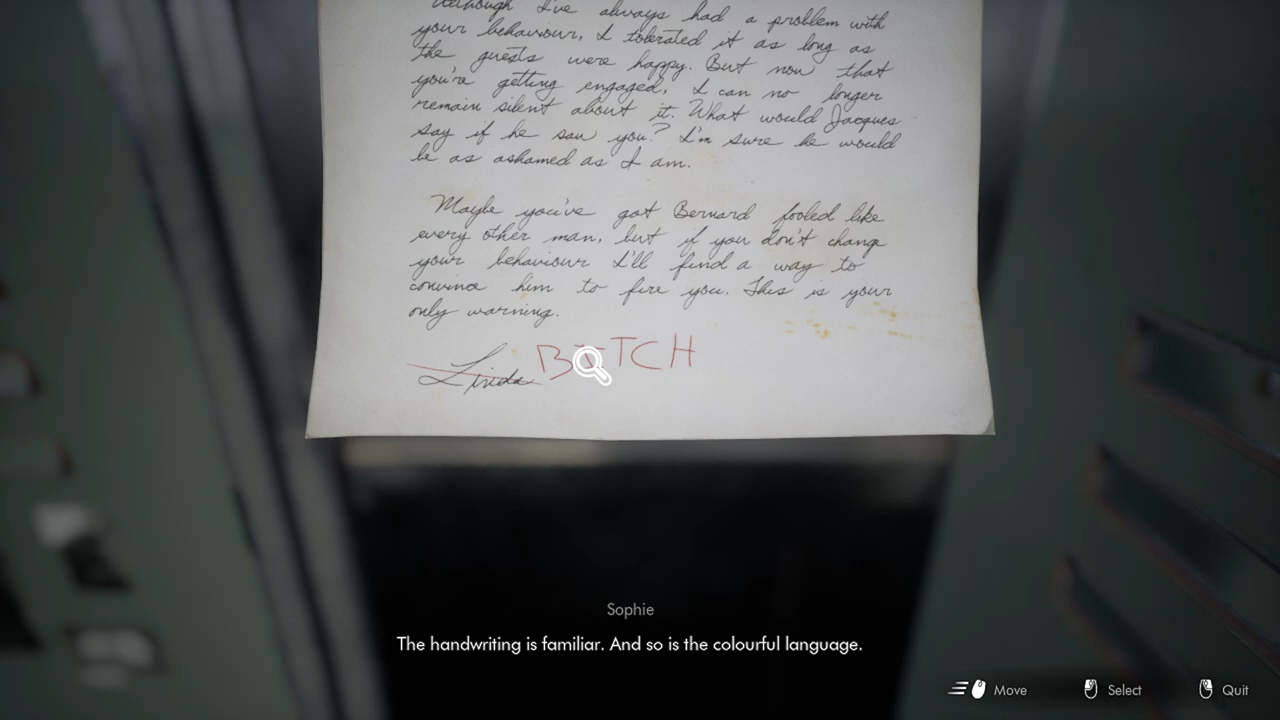 Although I've always had a problem with
your behaviour, I tolerated it as long as
the guests were happy. But now that
you're getting engaged, I can no longer
remain silent about it. What would Jacques
say if he saw you? I'm sure he would
be as ashamed as I am.
Maybe you've got Bernard fooled like
every other man, but if you don't change
your behaviour I'll find a way to
convince him to fire you. This is your
only warning.
Linda BITCH
Sophie
The handwriting is familiar. And so is the colourful language.
Move Select Quit